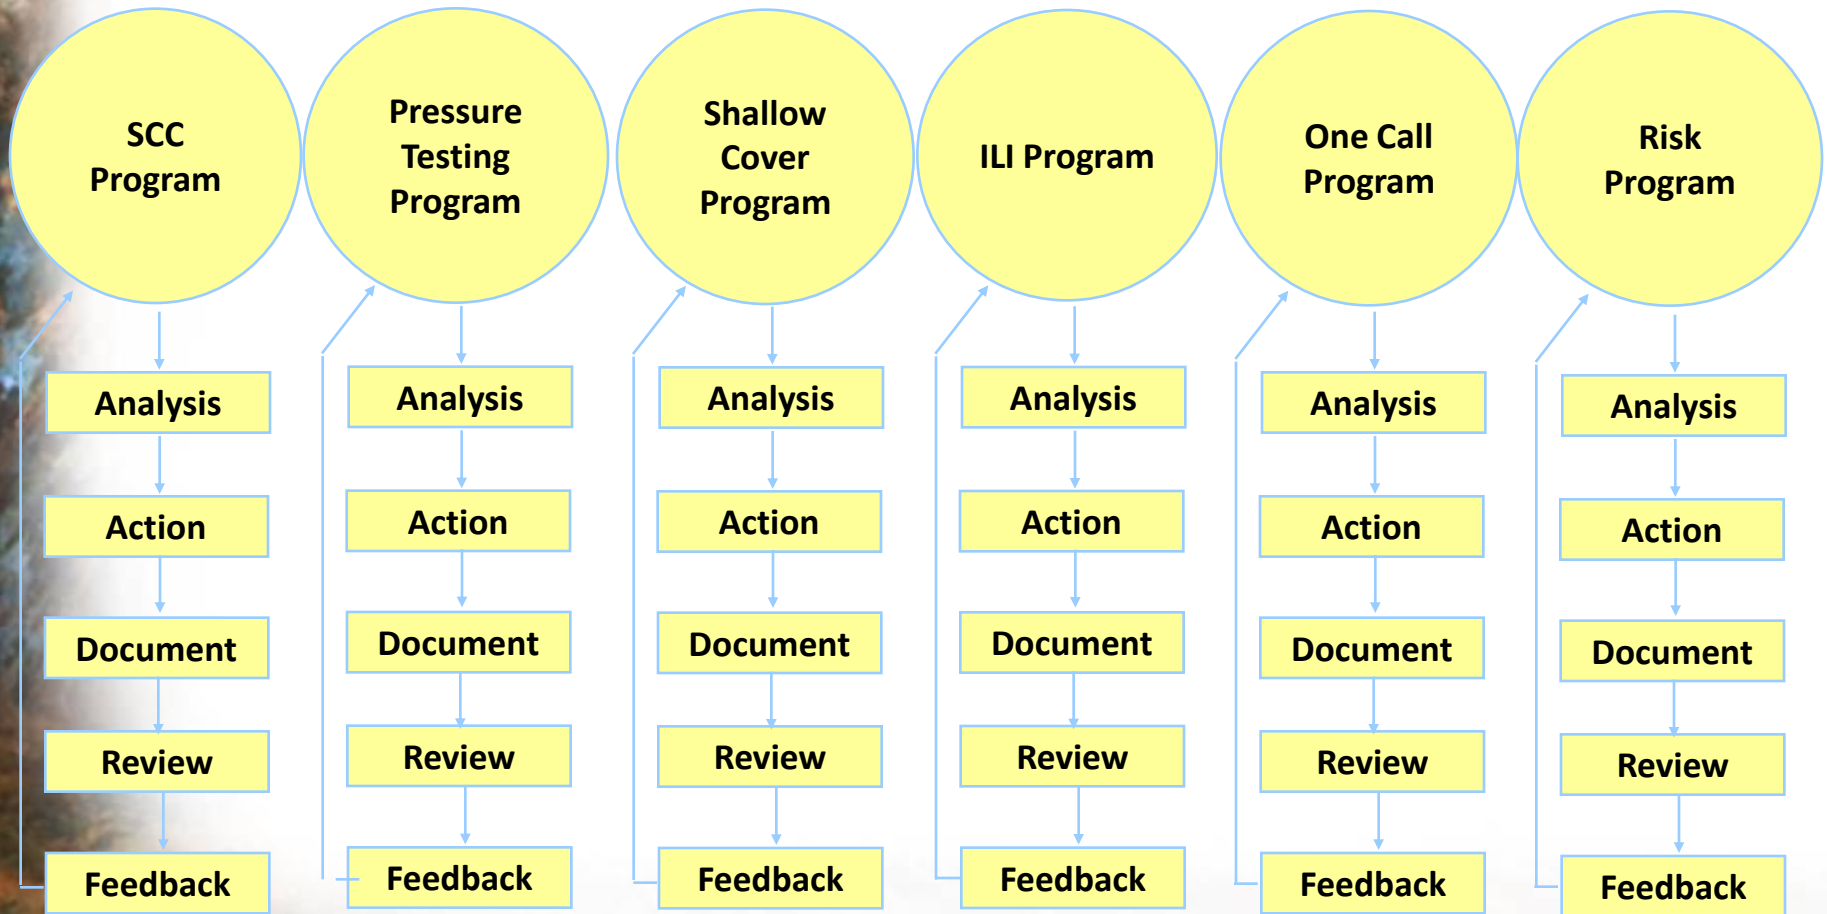 SCC
Program
Pressure
Testing
Program
Shallow
Cover
Program
ILI Program
One Call
Program
Risk
Program
Analysis
Analysis
Analysis
Analysis
Analysis
Analysis
Action
Action
Action
Action
Action
Action
Document
Document
Document
Document
Document
Document
Review
Review
Review
Review
Review
Review
Feedback
Feedback
Feedback
Feedback
Feedback
Feedback